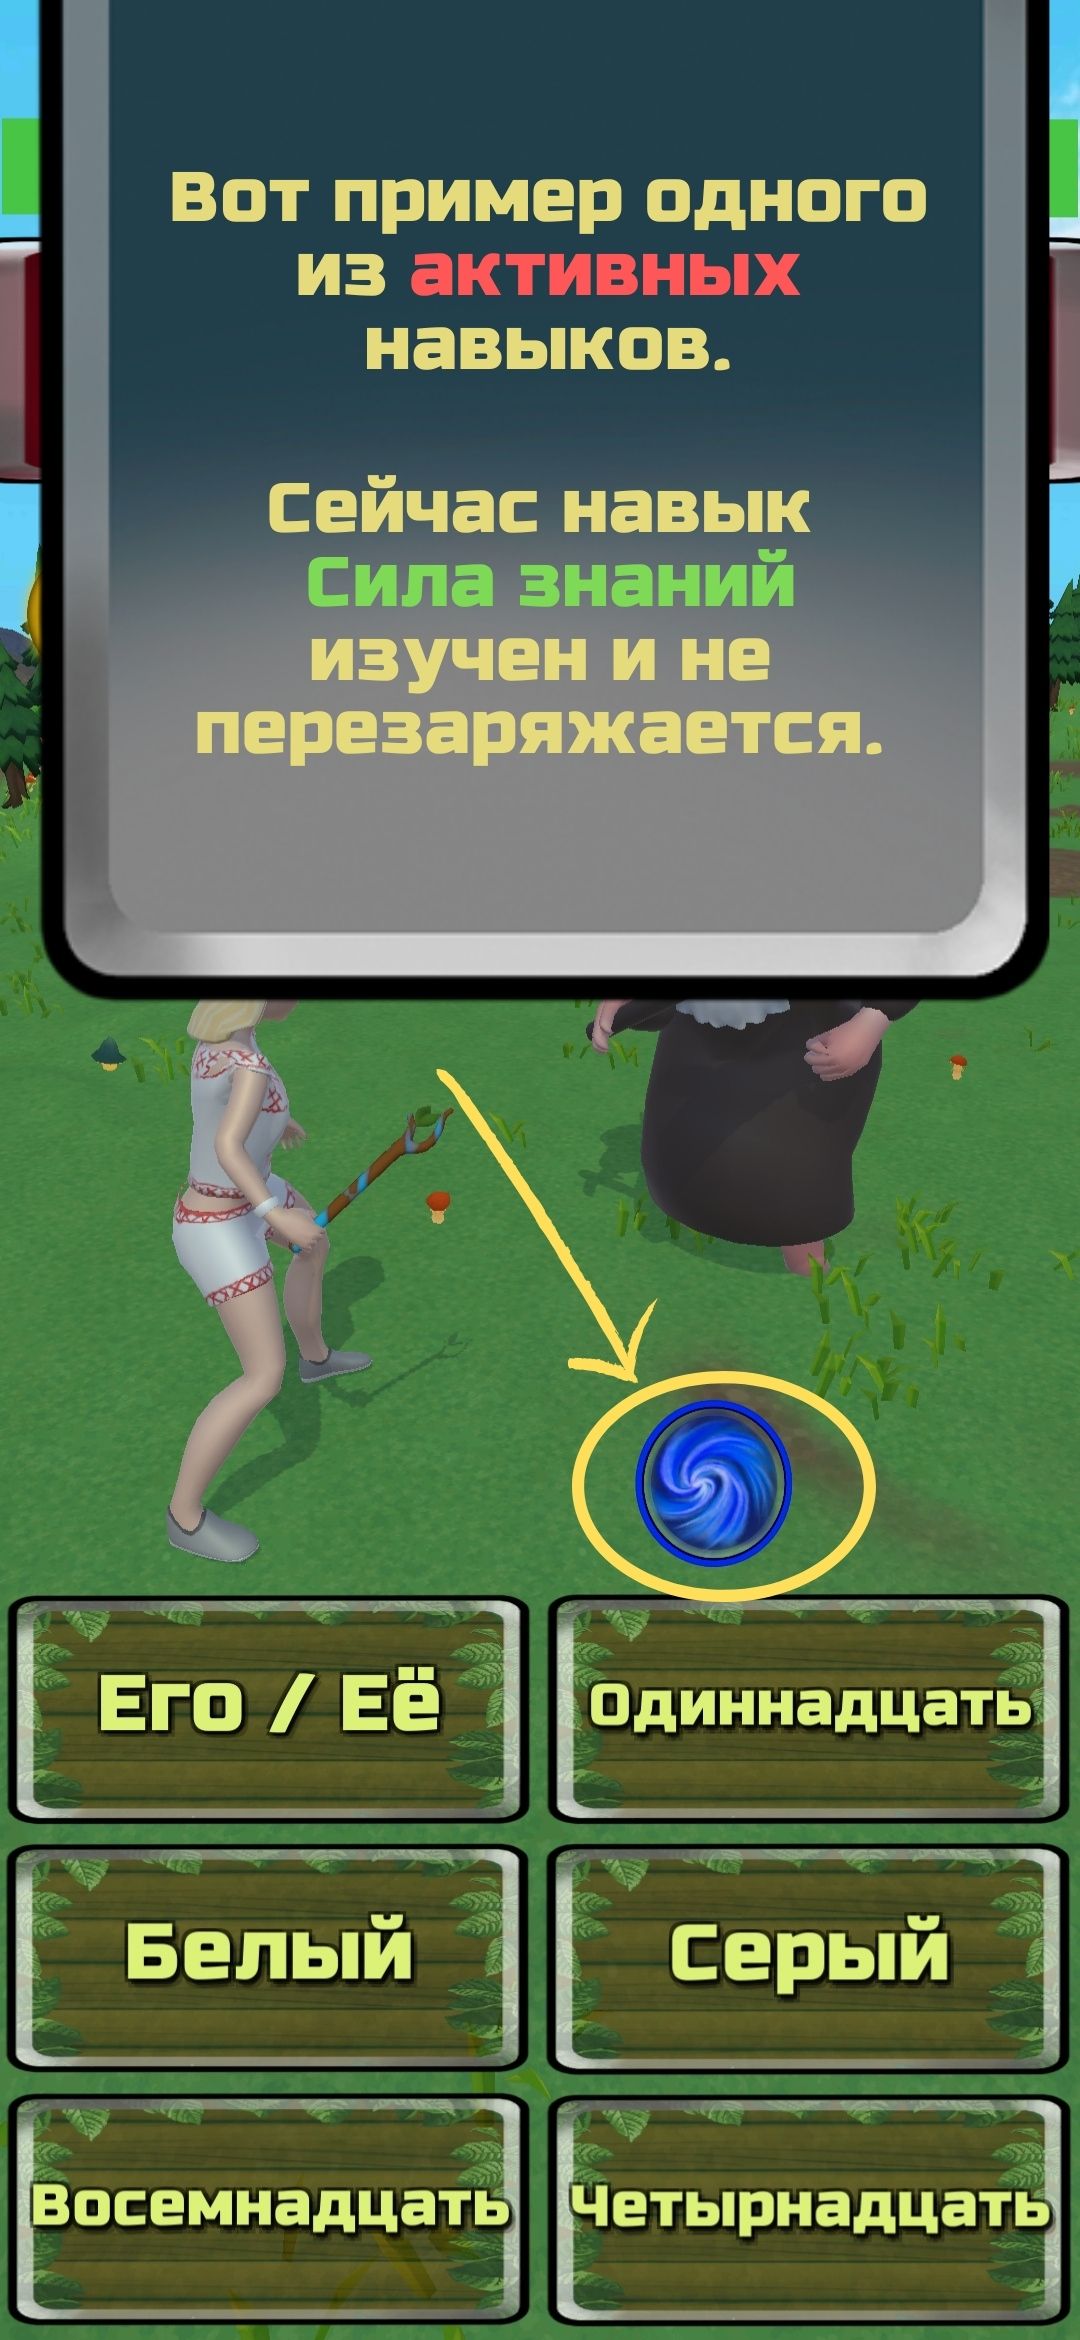 Вот пример одного
из активных
навыков.
Сейчас навык
Сила знаний
изучен и не
перезаряжается.
Его / Её
Одиннадцать
Белый
Серый
Восемнадцать
Четырнадцать